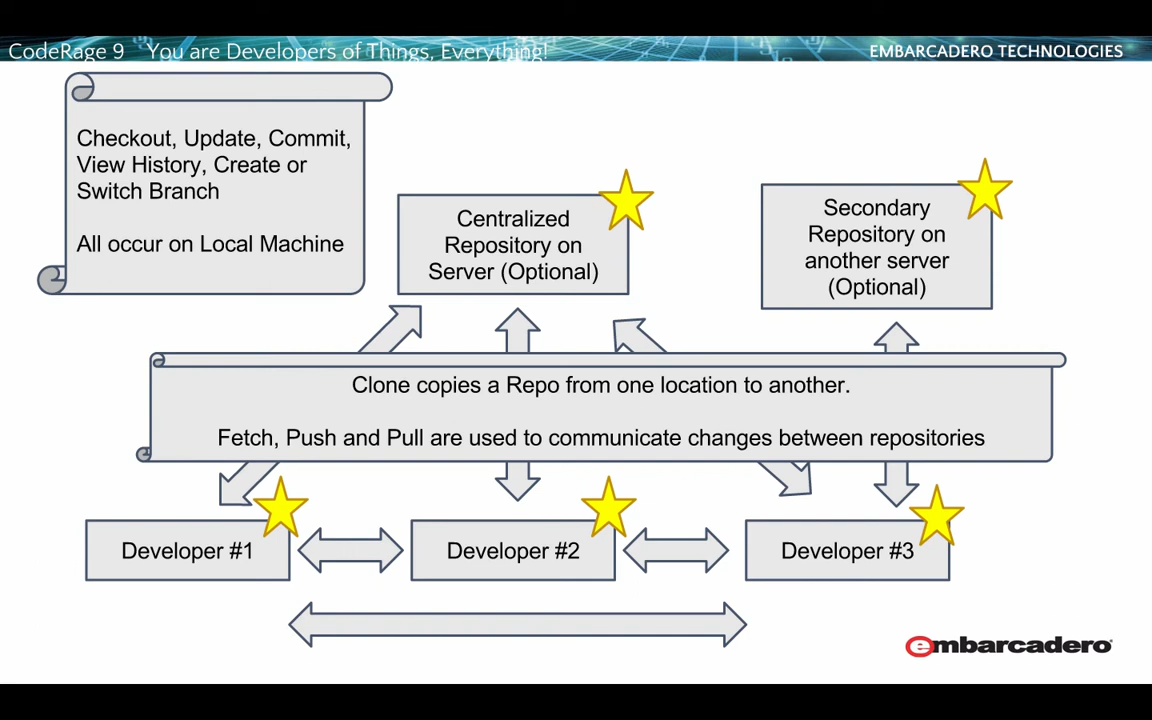 CodeRage 9 You are Developers of Things, Everything!
EMBARCADERO TECHNOLOGIES
Checkout, Update, Commit,
View History, Create or
Switch Branch
All occur on Local Machine
Centralized
Repository on
Server (Optional)
Secondary
Repository on
another server
(Optional)
Clone copies a Repo from one location to another.
Fetch, Push and Pull are used to communicate changes between repositories
Developer #1
Developer #2
Developer #3
embarcadero